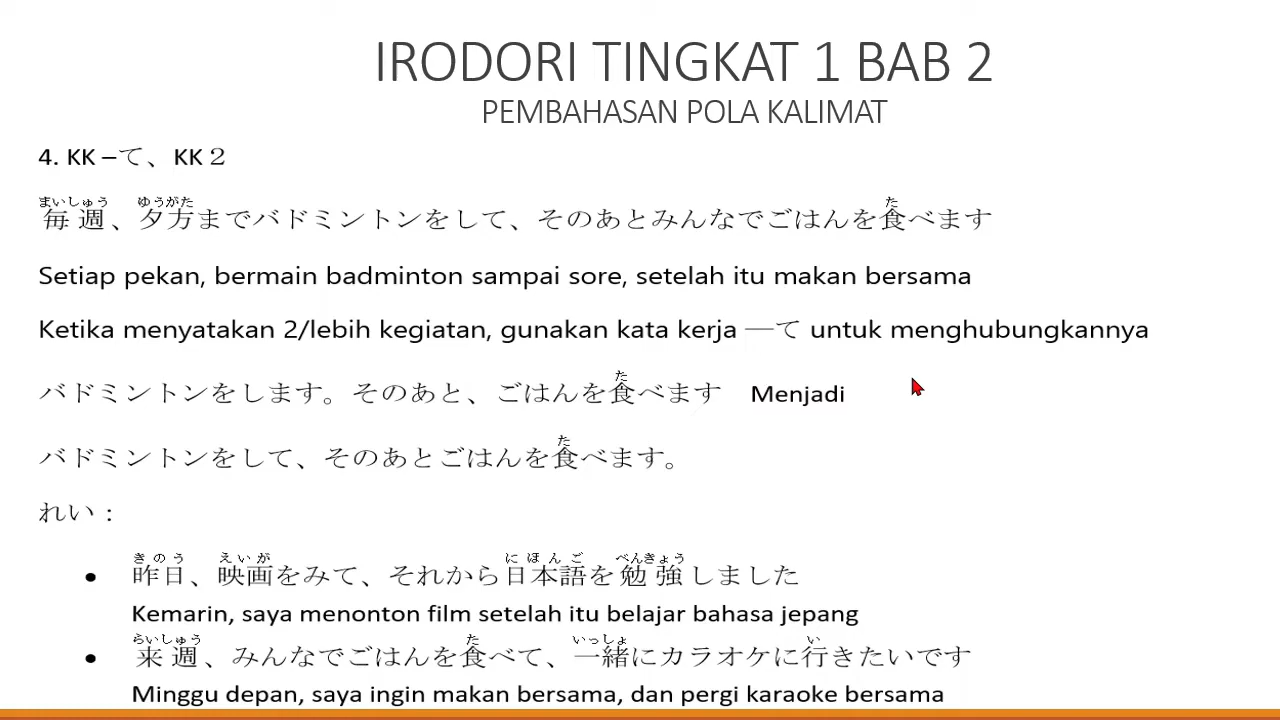 IRODORI TINGKAT 1 BAB 2
PEMBAHASAN POLA KALIMAT
4. KK –て、KK２
まいしゅう ゆうがた た
毎週、夕方までバドミントンをして、そのあとみんなでごはんを食べます
Setiap pekan, bermain badminton sampai sore, setelah itu makan bersama
Ketika menyatakan 2/lebih kegiatan, gunakan kata kerja —て untuk menghubungkannya
た
バドミントンをします。そのあと、ごはんを食べます Menjadi
た
バドミントンをして、そのあとごはんを食べます。
れい：
きのう えいが にほんご べんきょう
• 昨日、映画をみて、それから日本語を勉強しました
Kemarin, saya menonton film setelah itu belajar bahasa jepang
らいしゅう た いっしょ い
• 来週、みんなでごはんを食べて、一緒にカラオケに行きたいです
Minggu depan, saya ingin makan bersama, dan pergi karaoke bersama